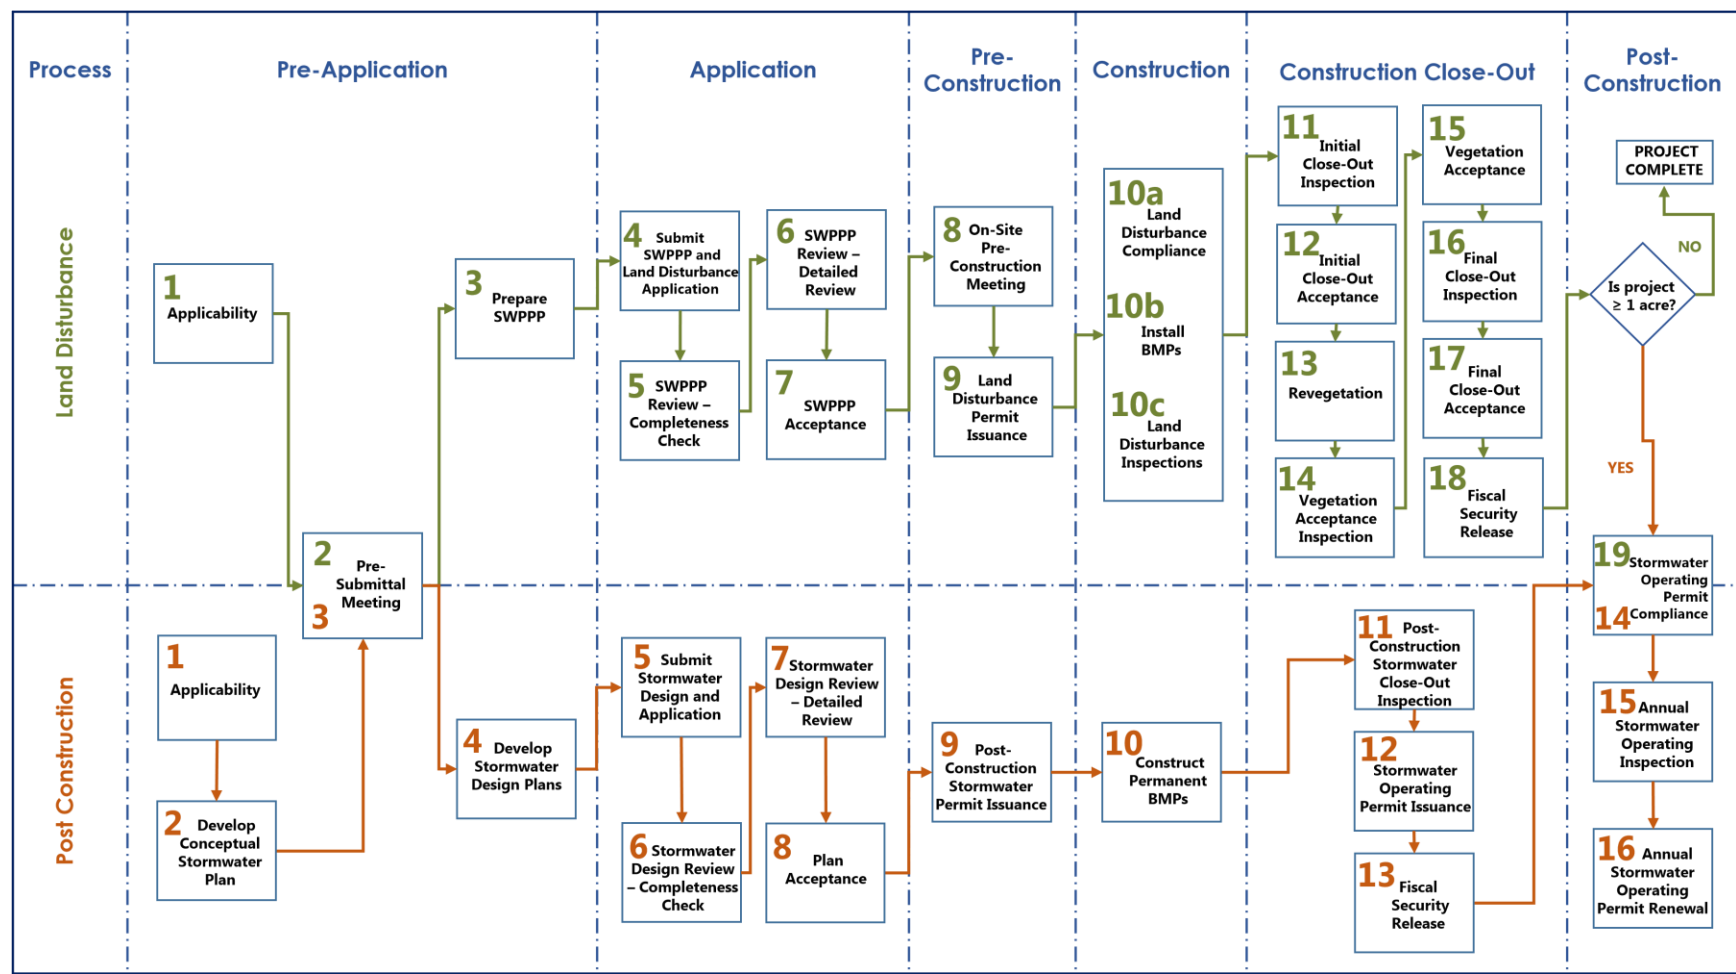 Process
Pre-Application
Application
Pre-
Construction
Construction
Construction Close-Out
Post-
Construction
Land Disturbance
1
Applicability
2
Pre-
Submittal
Meeting
3
3
Prepare
SWPPP
4
Submit
SWPPP and
Land Disturbance
Application
5
SWPPP
Review –
Completeness
Check
6
SWPPP
Review –
Detailed
Review
7
SWPPP
Acceptance
8
On-Site
Pre-
Construction
Meeting
9
Land
Disturbance
Permit
Issuance
10a
Land
Disturbance
Compliance
10b
Install
BMPs
10c
Land
Disturbance
Inspections
11
Initial
Close-Out
Inspection
12
Initial
Close-Out
Acceptance
13
Revegetation
14
Vegetation
Acceptance
Inspection
15
Vegetation
Acceptance
16
Final
Close-Out
Inspection
17
Final
Close-Out
Acceptance
18
Fiscal
Security
Release
PROJECT
COMPLETE
NO
Is project
≥ 1 acre?
YES
19
Stormwater
Operating
Permit
Compliance
14
Post Construction
1
Applicability
2
Develop
Conceptual
Stormwater
Plan
4
Develop
Stormwater
Design Plans
5
Submit
Stormwater
Design and
Application
6
Stormwater
Design Review
– Completeness
Check
7
Stormwater
Design Review
– Detailed
Review
8
Plan
Acceptance
9
Post-
Construction
Stormwater
Permit Issuance
10
Construct
Permanent
BMPs
11
Post-
Construction
Stormwater
Close-Out
Inspection
12
Stormwater
Operating
Permit Issuance
13
Fiscal
Security
Release
15
Annual
Stormwater
Operating
Inspection
16
Annual
Stormwater
Operating
Permit Renewal